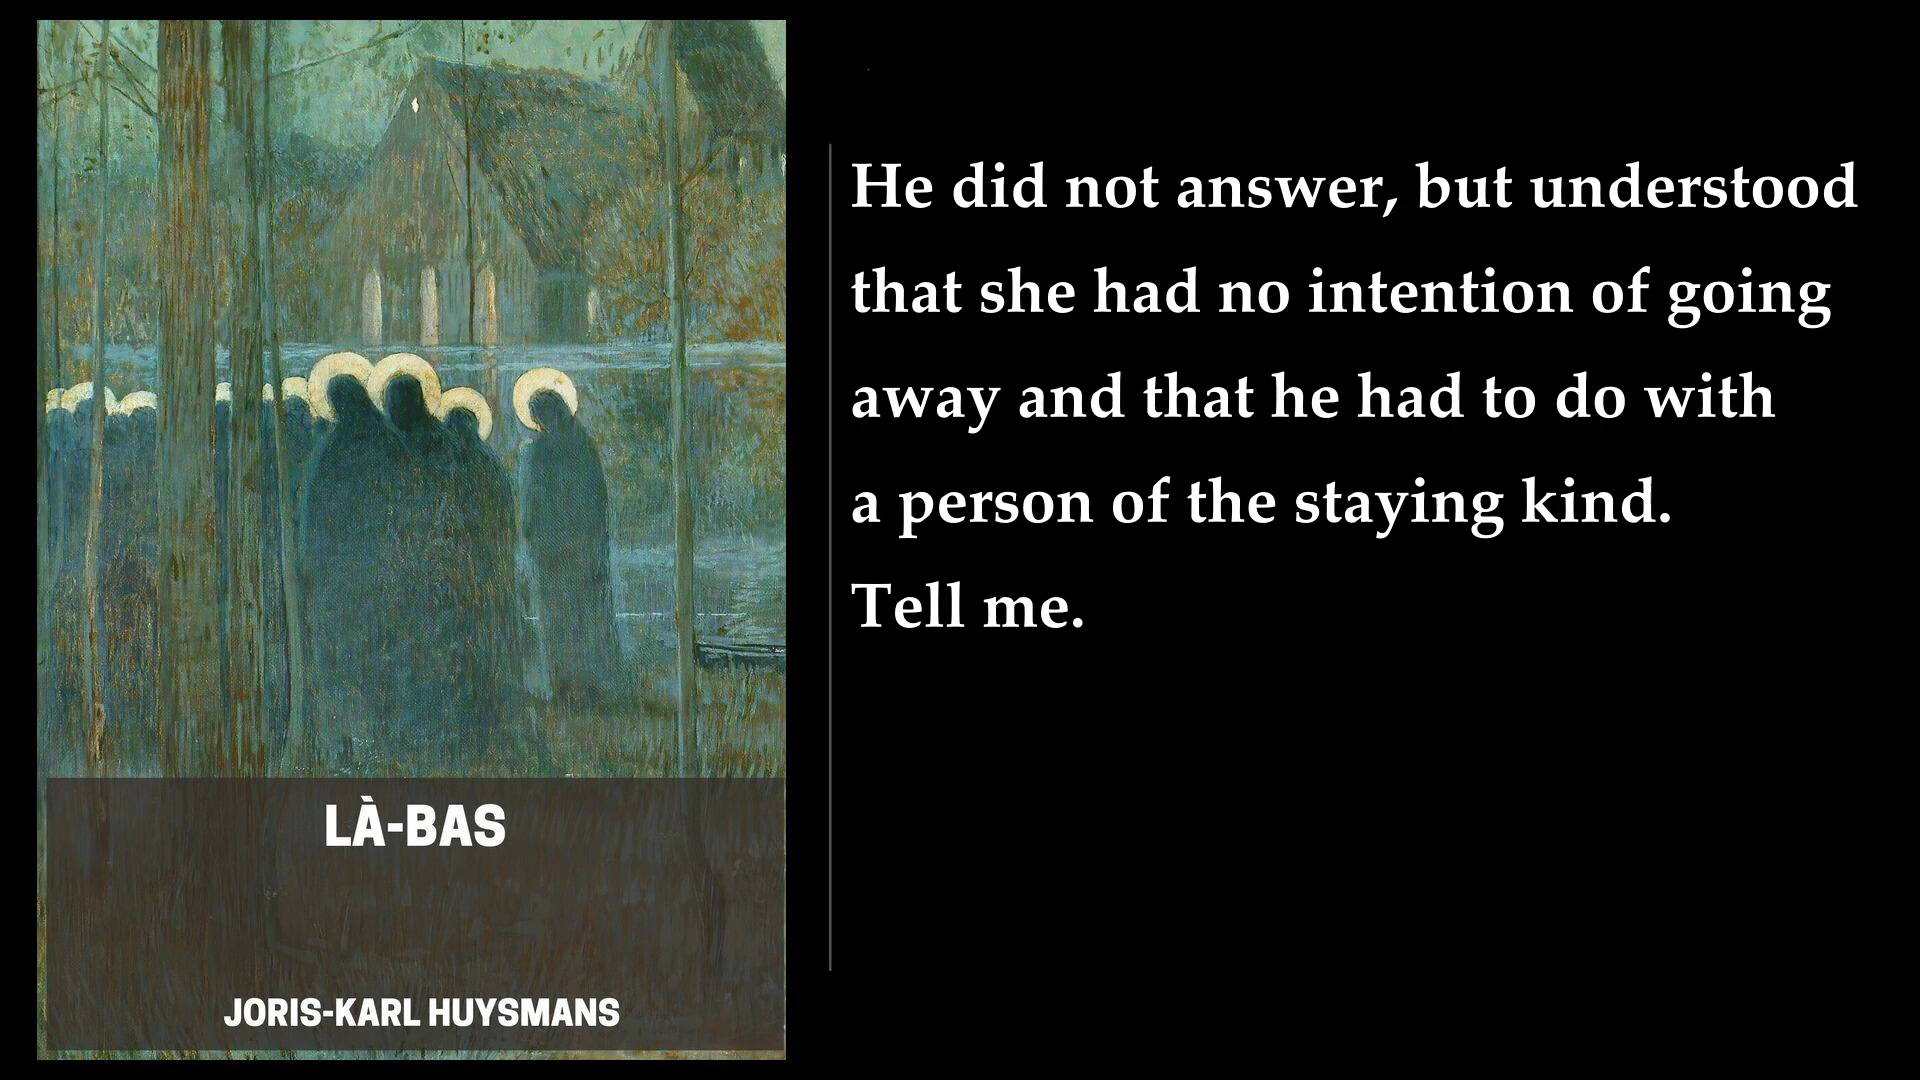 LÀ-BAS
JORIS-KARL HUYSMANS
He did not answer, but understood
that she had no intention of going
away and that he had to do with
a person of the staying kind.
Tell me.